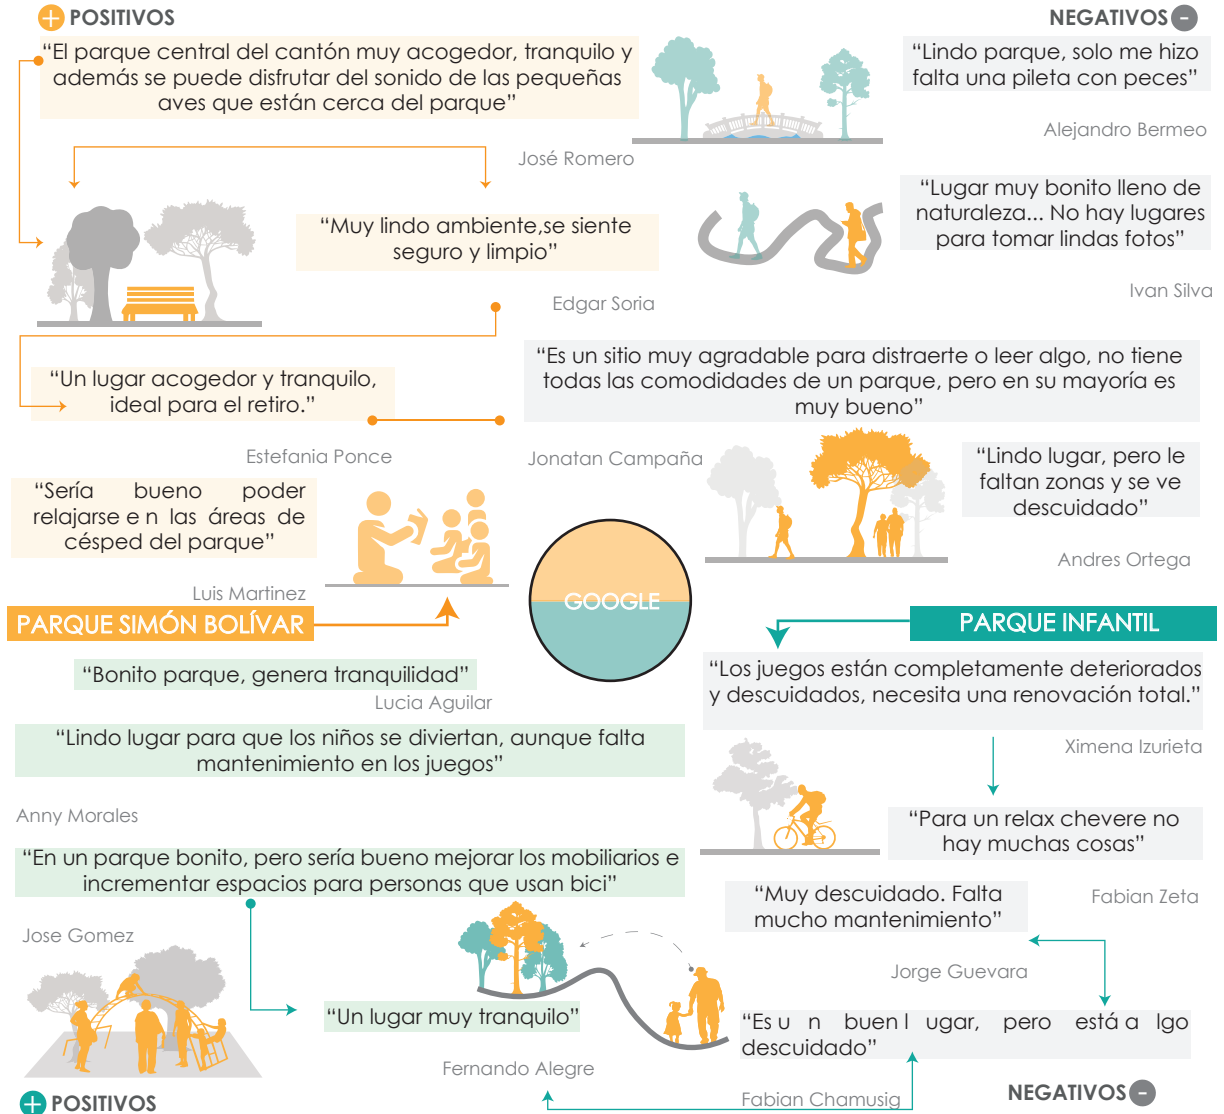 + POSITIVOS
NEGATIVOS -
“El parque central del cantón muy acogedor, tranquilo y
además se puede disfrutar del sonido de las pequeñas
aves que están cerca del parque”
José Romero
“Lindo parque, solo me hizo
falta una pileta con peces”
Alejandro Bermeo
“Muy lindo ambiente,se siente
seguro y limpio”
Edgar Soria
“Lugar muy bonito lleno de
naturaleza... No hay lugares
para tomar lindas fotos”
Ivan Silva
“Un lugar acogedor y tranquilo,
ideal para el retiro.”
Estefania Ponce
“Es un sitio muy agradable para distraerte o leer algo, no tiene
todas las comodidades de un parque, pero en su mayoría es
muy bueno”
Jonatan Campaña
“Sería bueno poder
relajarse e n las áreas de
césped del parque”
Luis Martinez
“Lindo lugar, pero le
faltan zonas y se ve
descuidado”
Andres Ortega
GOOGLE
PARQUE SIMÓN BOLÍVAR
PARQUE INFANTIL
“Bonito parque, genera tranquilidad”
Lucia Aguilar
“Los juegos están completamente deteriorados
y descuidados, necesita una renovación total.”
Ximena Izurieta
“Lindo lugar para que los niños se diviertan, aunque falta
mantenimiento en los juegos”
Anny Morales
“Para un relax chevere no
hay muchas cosas”
Fabian Zeta
“En un parque bonito, pero sería bueno mejorar los mobiliarios e
incrementar espacios para personas que usan bici”
Jose Gomez
“Muy descuidado. Falta
mucho mantenimiento”
Jorge Guevara
“Un lugar muy tranquilo”
Fernando Alegre
“Es u n buen l ugar, pero está a lgo
descuidado”
Fabian Chamusig
+ POSITIVOS
NEGATIVOS -